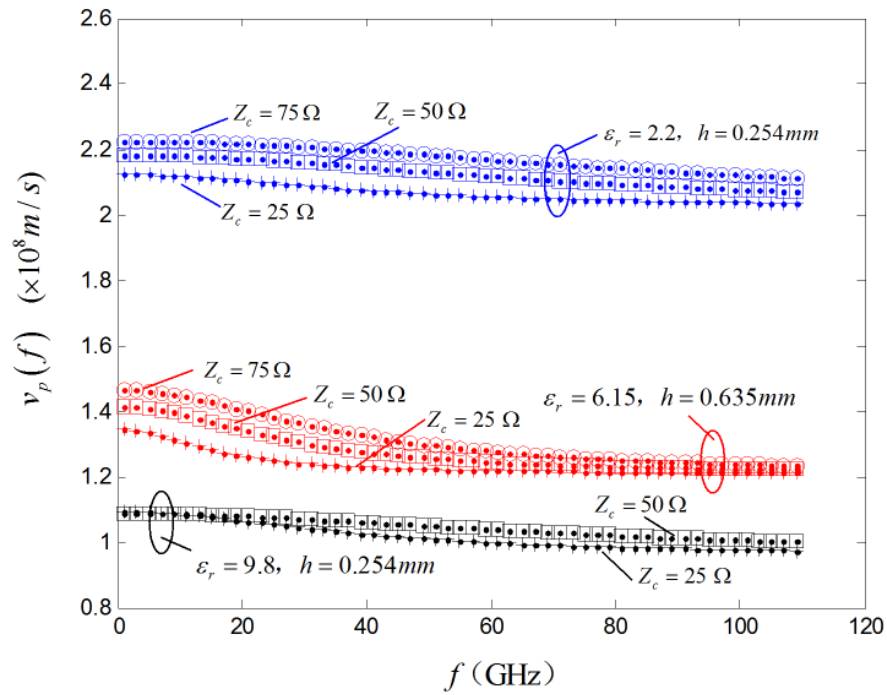 2.6
2.4
2.2
2
1.8
1.6
1.4
1.2
1
0.8
v_p(f) (×10^8 m/s)
Z_c = 75 Ω
Z_c = 50 Ω
ε_r = 2.2, h = 0.254mm
Z_c = 25 Ω
Z_c = 75 Ω
Z_c = 50 Ω
Z_c = 25 Ω
ε_r = 6.15, h = 0.635mm
Z_c = 50 Ω
ε_r = 9.8, h = 0.254mm
Z_c = 25 Ω
0 20 40 60 80 100 120
f (GHz)